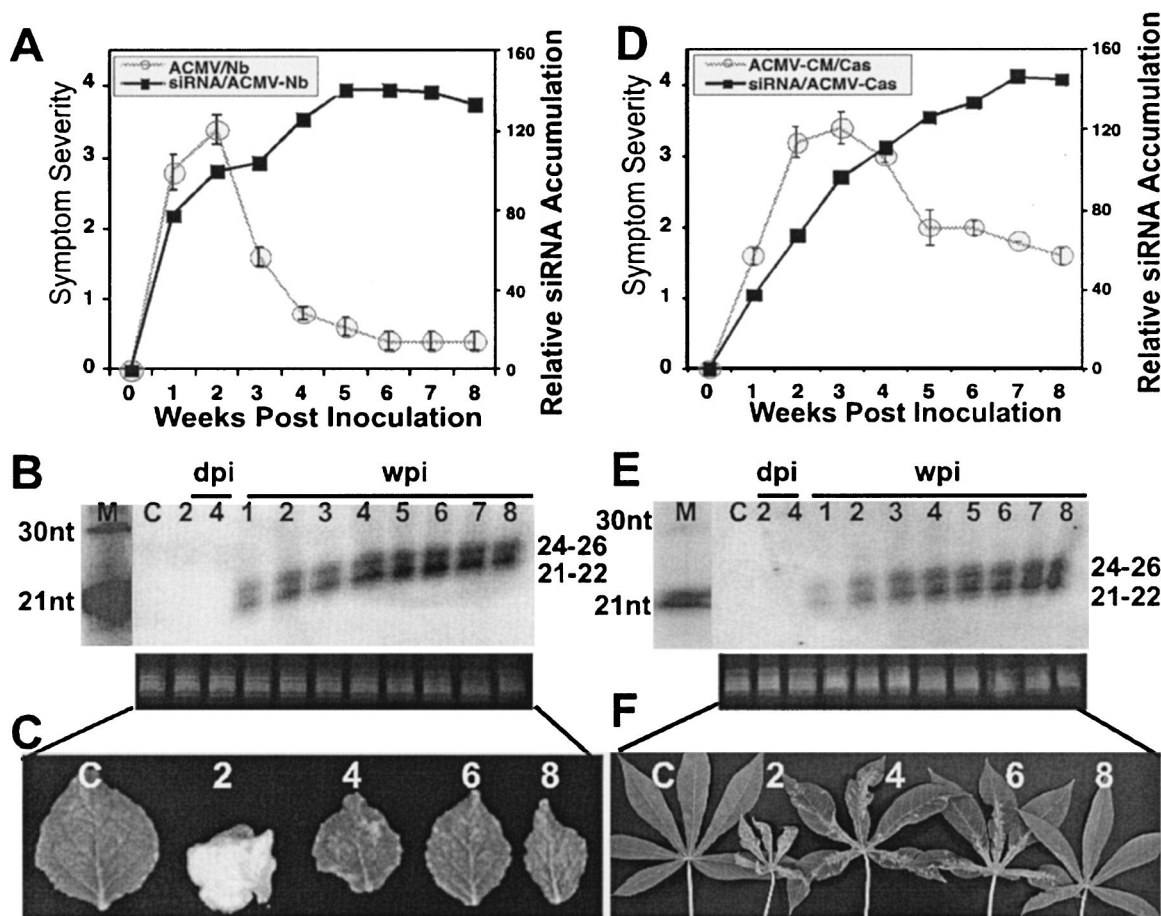 A
ACMV/Nb
siRNA/ACMV-Nb
Symptom Severity
4
3
2
1
0
160
120
80
40
0
Relative siRNA Accumulation
0 1 2 3 4 5 6 7 8
Weeks Post Inoculation
D
ACMV-CM/Cas
siRNA/ACMV-Cas
Symptom Severity
4
3
2
1
0
160
120
80
40
0
Relative siRNA Accumulation
0 1 2 3 4 5 6 7 8
Weeks Post Inoculation
B
dpi wpi
M C 2 4 1 2 3 4 5 6 7 8
30nt
21nt
24-26
21-22
E
dpi wpi
M C 2 4 1 2 3 4 5 6 7 8
30nt
21nt
24-26
21-22
C
C 2 4 6 8
F
C 2 4 6 8